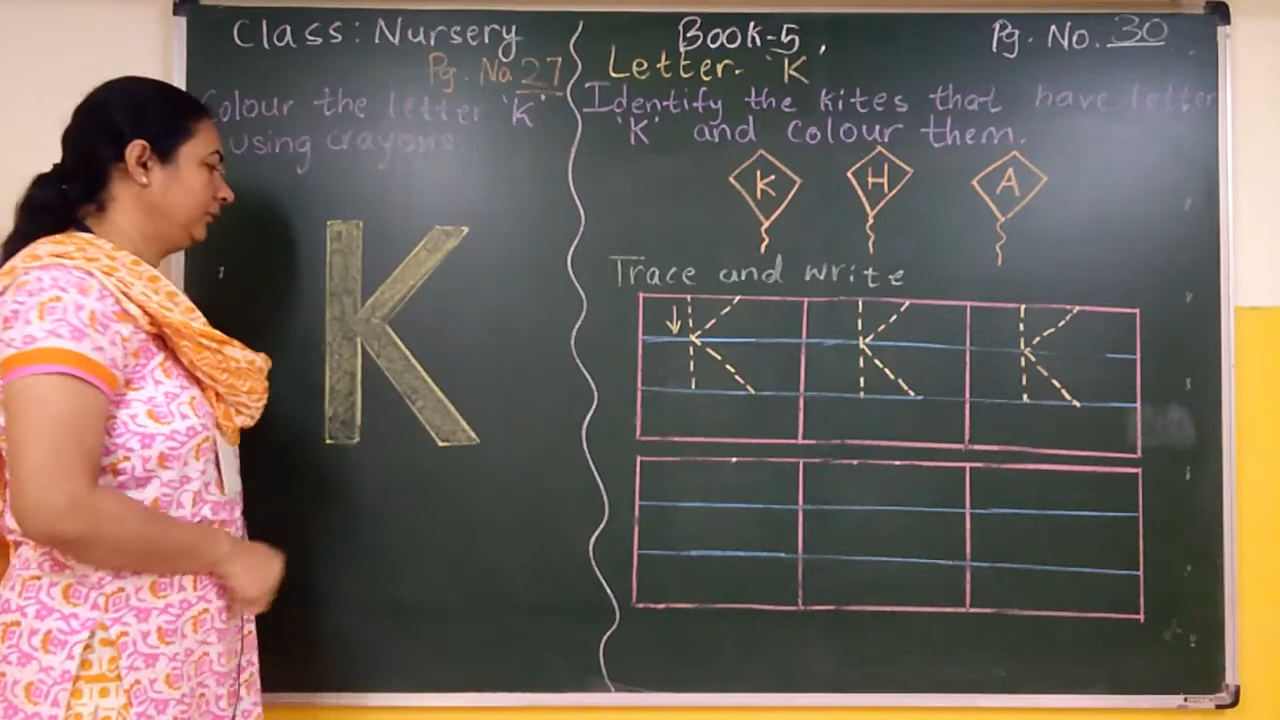 Class: Nursery
Pg. No. 27
Colour the letter 'K'
using crayons.
K
Book-5,
Pg. No. 30
Letter- 'K'
Identify the kites that have letter
'K' and colour them.
K H A
Trace and write
K K K